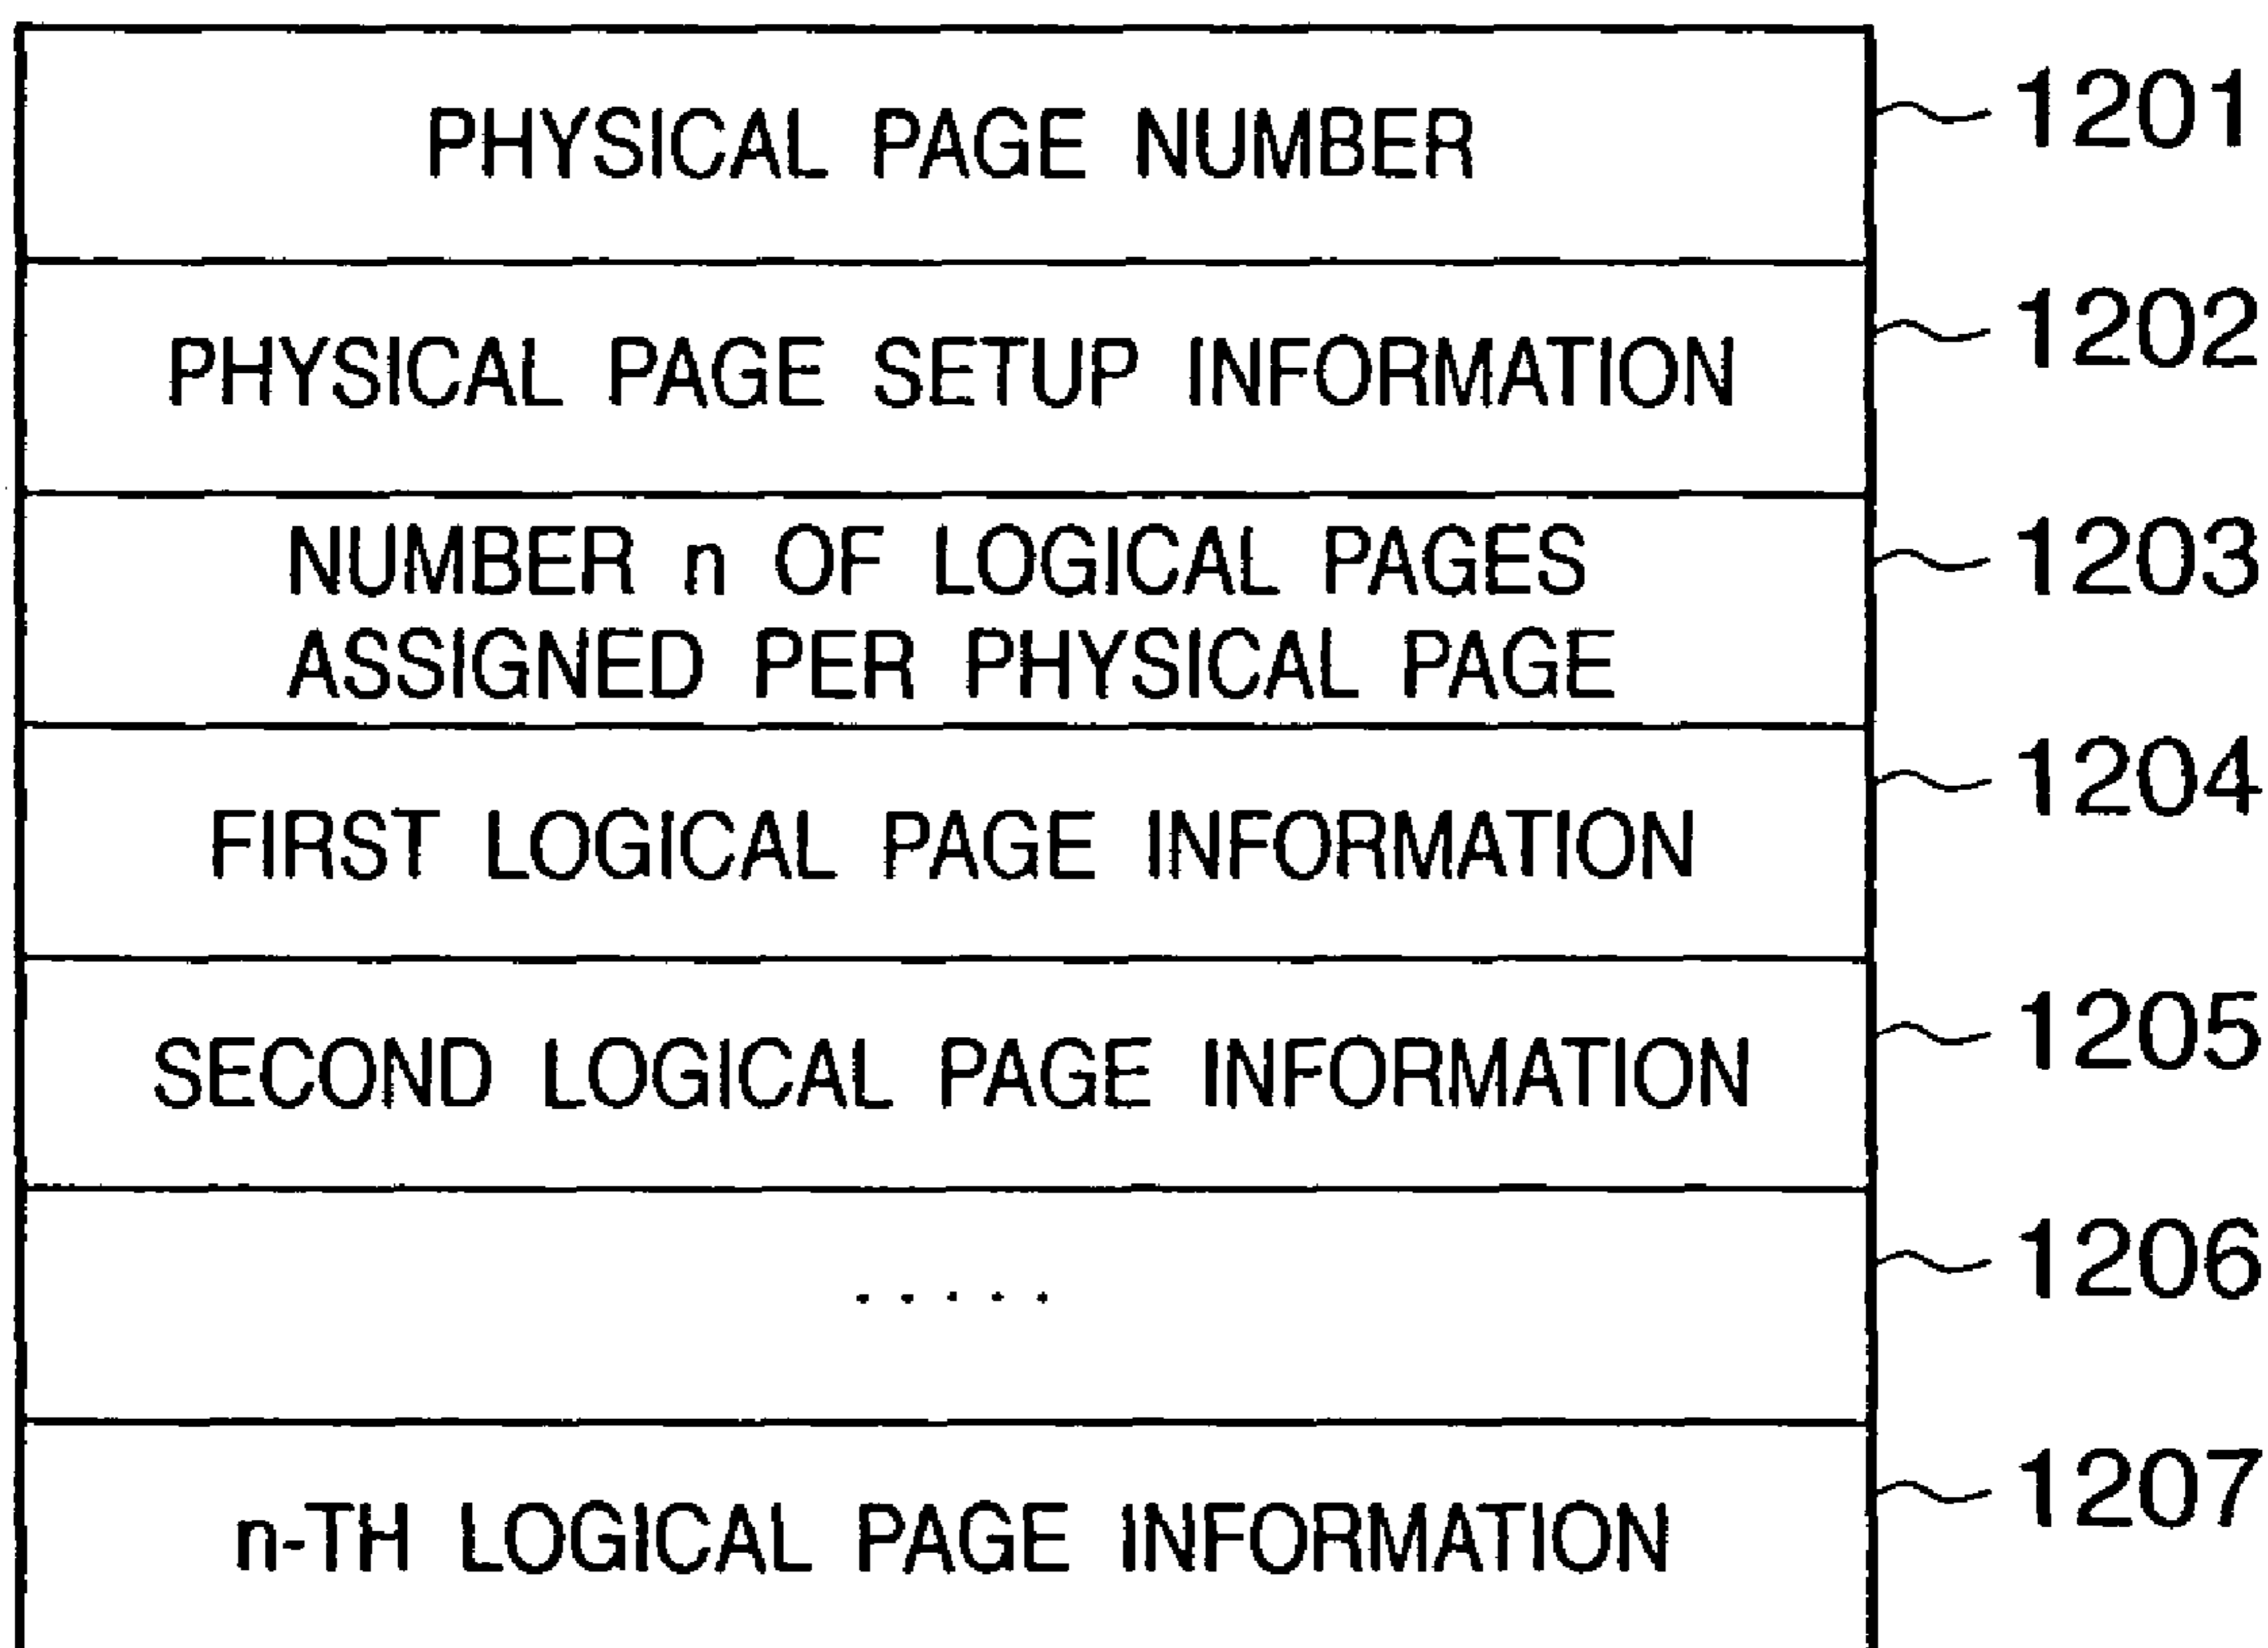 PHYSICAL PAGE NUMBER 1201
PHYSICAL PAGE SETUP INFORMATION 1202
NUMBER n OF LOGICAL PAGES
ASSIGNED PER PHYSICAL PAGE 1203
FIRST LOGICAL PAGE INFORMATION 1204
SECOND LOGICAL PAGE INFORMATION 1205
..... 1206
n-TH LOGICAL PAGE INFORMATION 1207